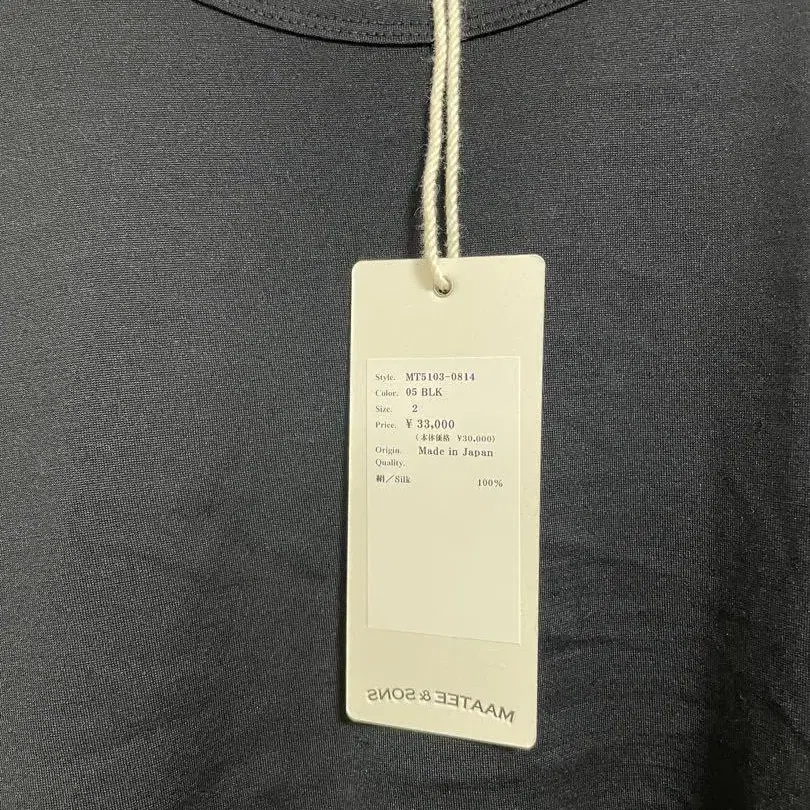 Style. MT5103-0814
Color. 05 BLK
Size. 2
Price. ¥ 33,000
(本体価格 ¥30,000)
Origin. Made in Japan
Quality.
絹/Silk 100%
MAATEE & SONS